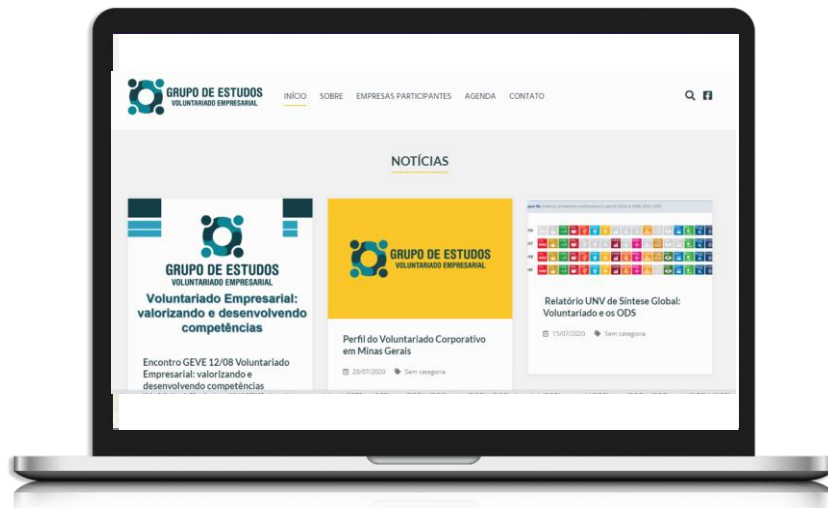 GRUPO DE ESTUDOS
VOLUNTARIADO EMPRESARIAL
INÍCIO SOBRE EMPRESAS PARTICIPANTES AGENDA CONTATO
NOTÍCIAS
GRUPO DE ESTUDOS
VOLUNTARIADO EMPRESARIAL
Voluntariado Empresarial:
valorizando e desenvolvendo
competências
Encontro GEVE 12/08 Voluntariado
Empresarial: valorizando e
desenvolvendo competências
GRUPO DE ESTUDOS
VOLUNTARIADO EMPRESARIAL
Perfil do Voluntariado Corporativo
em Minas Gerais
20/07/2020 Sem categoria
Relatório UNV de Síntese Global:
Voluntariado e os ODS
15/07/2020 Sem categoria